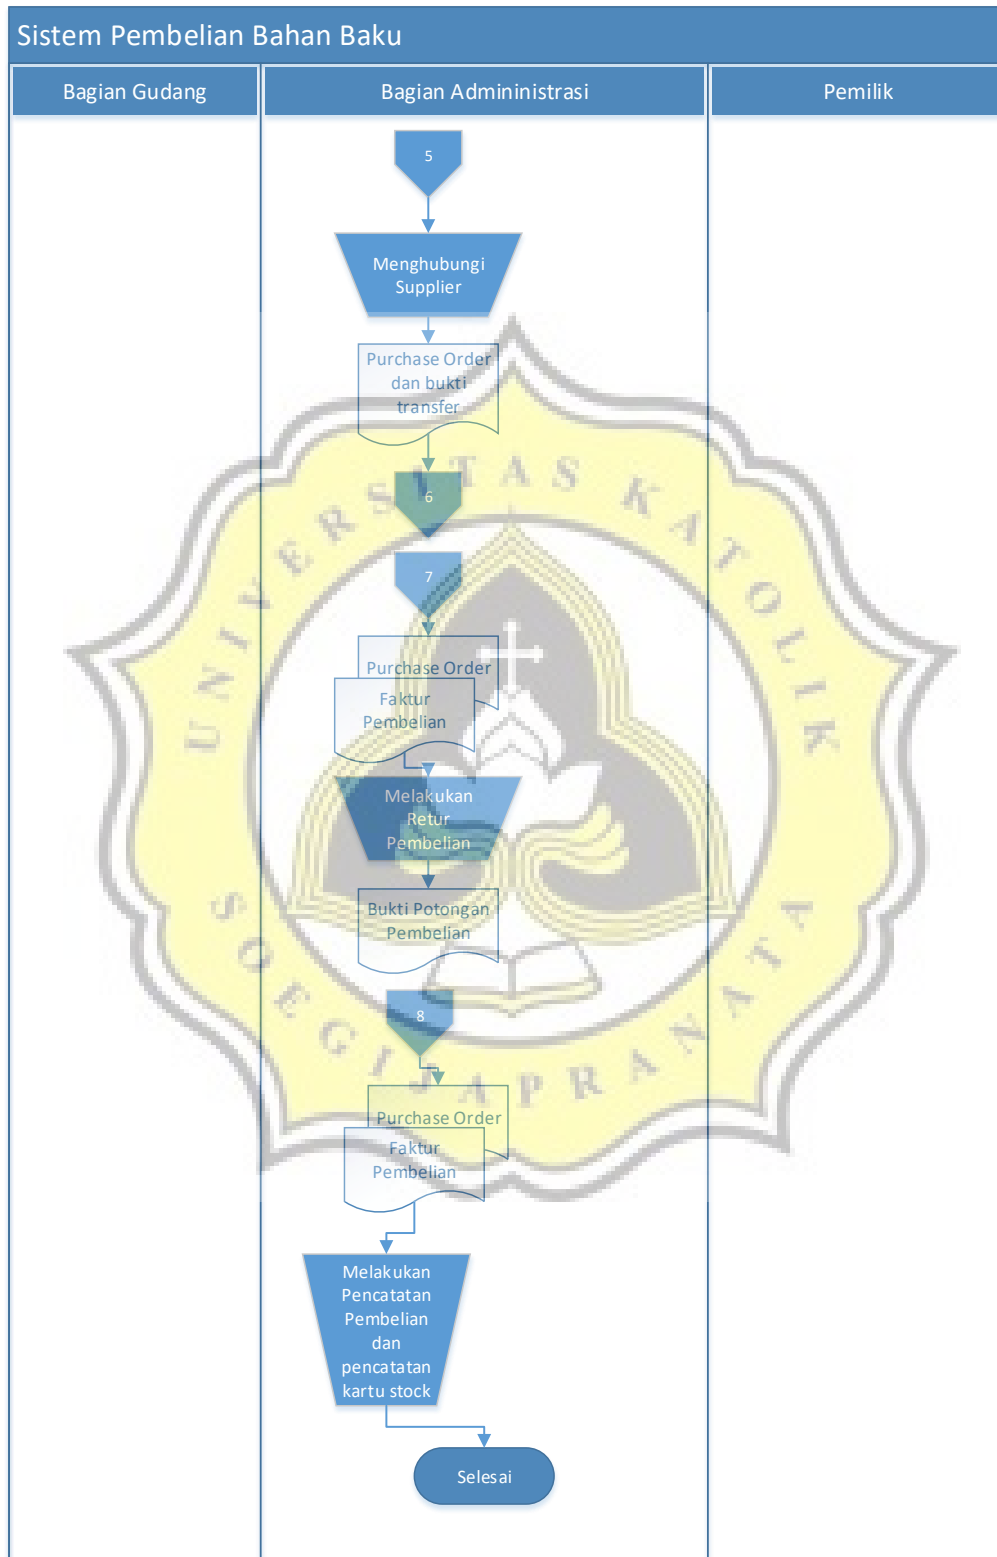 Sistem Pembelian Bahan Baku
Bagian Gudang
Bagian Admininistrasi
Pemilik
5
Menghubungi
Supplier
Purchase Order
dan bukti
transfer
6
7
Purchase Order
Faktur
Pembelian
Melakukan
Retur
Pembelian
Bukti Potongan
Pembelian
8
Purchase Order
Faktur
Pembelian
Melakukan
Pencatatan
Pembelian
dan
pencatatan
kartu stock
Selesai
UNIVERSITAS KATOLIK
SOEGIJAPRANATA